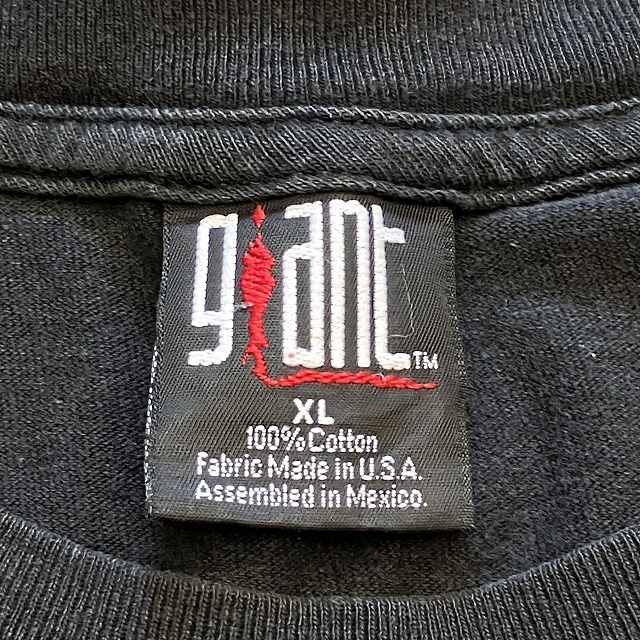 giant™
XL
100% Cotton
Fabric Made in U.S.A.
Assembled in Mexico.